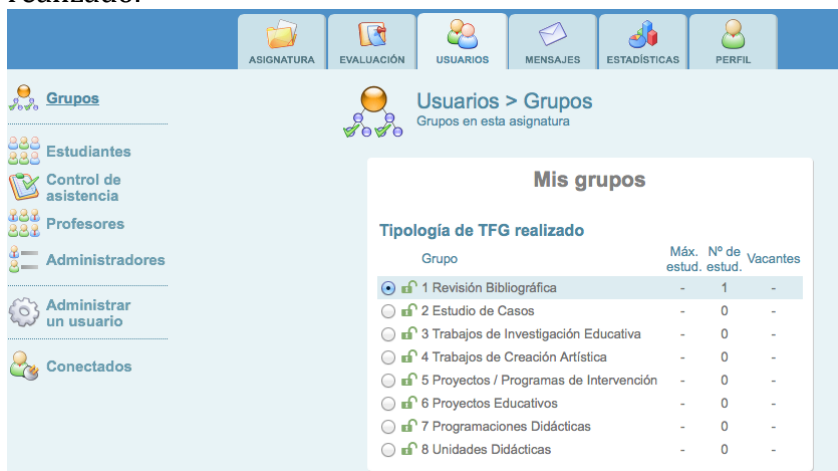 realizado.
ASIGNATURA EVALUACIÓN USUARIOS MENSAJES ESTADÍSTICAS PERFIL
Grupos
Estudiantes
Control de
asistencia
Profesores
Administradores
Administrar
un usuario
Conectados
Usuarios > Grupos
Grupos en esta asignatura
Mis grupos
Tipología de TFG realizado
Grupo Máx. estud. Nº de estud. Vacantes
1 Revisión Bibliográfica - 1 -
2 Estudio de Casos - 0 -
3 Trabajos de Investigación Educativa - 0 -
4 Trabajos de Creación Artística - 0 -
5 Proyectos / Programas de Intervención - 0 -
6 Proyectos Educativos - 0 -
7 Programaciones Didácticas - 0 -
8 Unidades Didácticas - 0 -